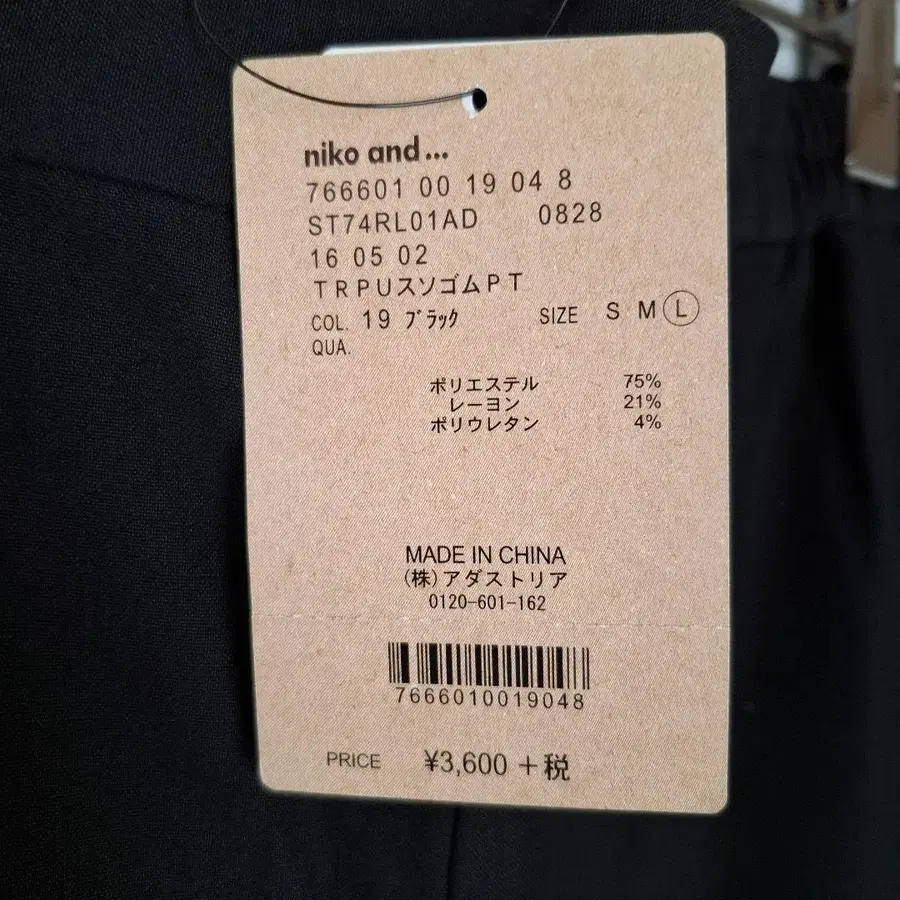 niko and...
766601 00 19 04 8
ST74RL01AD 0828
16 05 02
TRPUスソゴムPT
COL. 19 ブラック SIZE S M L
QUA.
ポリエステル 75%
レーヨン 21%
ポリウレタン 4%
MADE IN CHINA
(株)アダストリア
0120-601-162
7666010019048
PRICE ¥3,600 +税